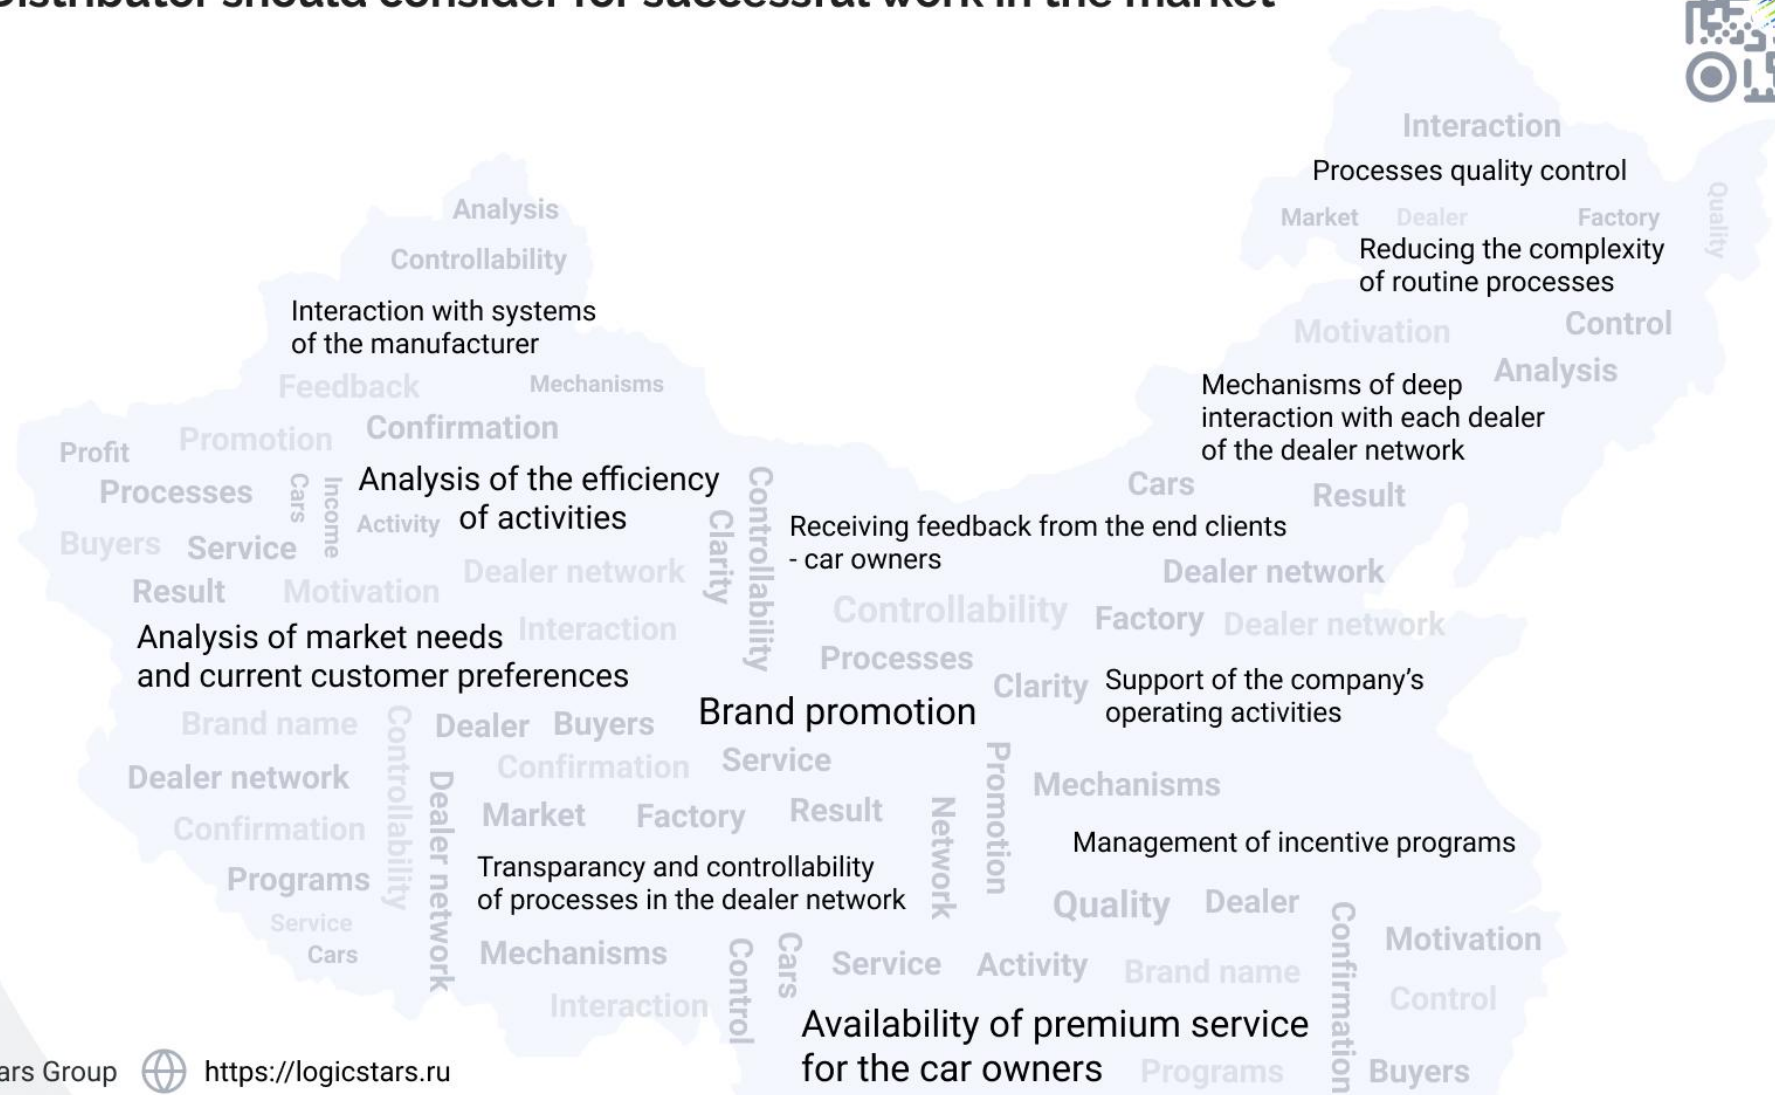 Distributor should consider for successful work in the market
Interaction
Processes quality control
Market Dealer Factory
Quality
Reducing the complexity
of routine processes
Motivation Control
Analysis
Mechanisms of deep
interaction with each dealer
of the dealer network
Cars Result
Analysis
Controllability
Interaction with systems
of the manufacturer
Feedback Mechanisms
Promotion Confirmation
Profit
Processes Cars Income
Analysis of the efficiency
of activities
Activity
Buyers Service
Clarity Controllability
Receiving feedback from the end clients
- car owners
Dealer network
Dealer network
Result Motivation
Controllability Factory Dealer network
Interaction
Analysis of market needs
and current customer preferences
Processes
Clarity
Support of the company’s
operating activities
Brand promotion
Brand name Controllability Dealer Buyers
Confirmation Service
Promotion
Dealer network
Dealer network
Mechanisms
Market Factory Result Network
Confirmation
Management of incentive programs
Programs
Transparancy and controllability
of processes in the dealer network
Quality Dealer
Confirmation
Service
Cars
Motivation
Mechanisms Control Cars Service Activity Brand name
Interaction
Control
Availability of premium service
for the car owners
Programs Buyers
ars Group https://logicstars.ru